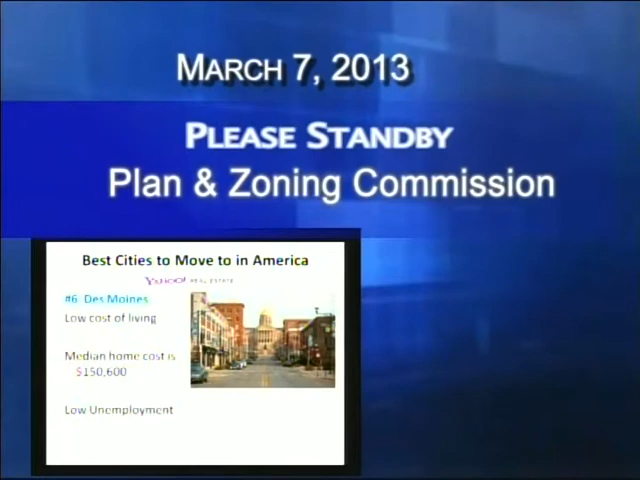 MARCH 7, 2013
PLEASE STANDBY
Plan & Zoning Commission
Best Cities to Move to in America
YAHOO! REAL ESTATE
#6 Des Moines
Low cost of living
Median home cost is
$150,600
Low Unemployment